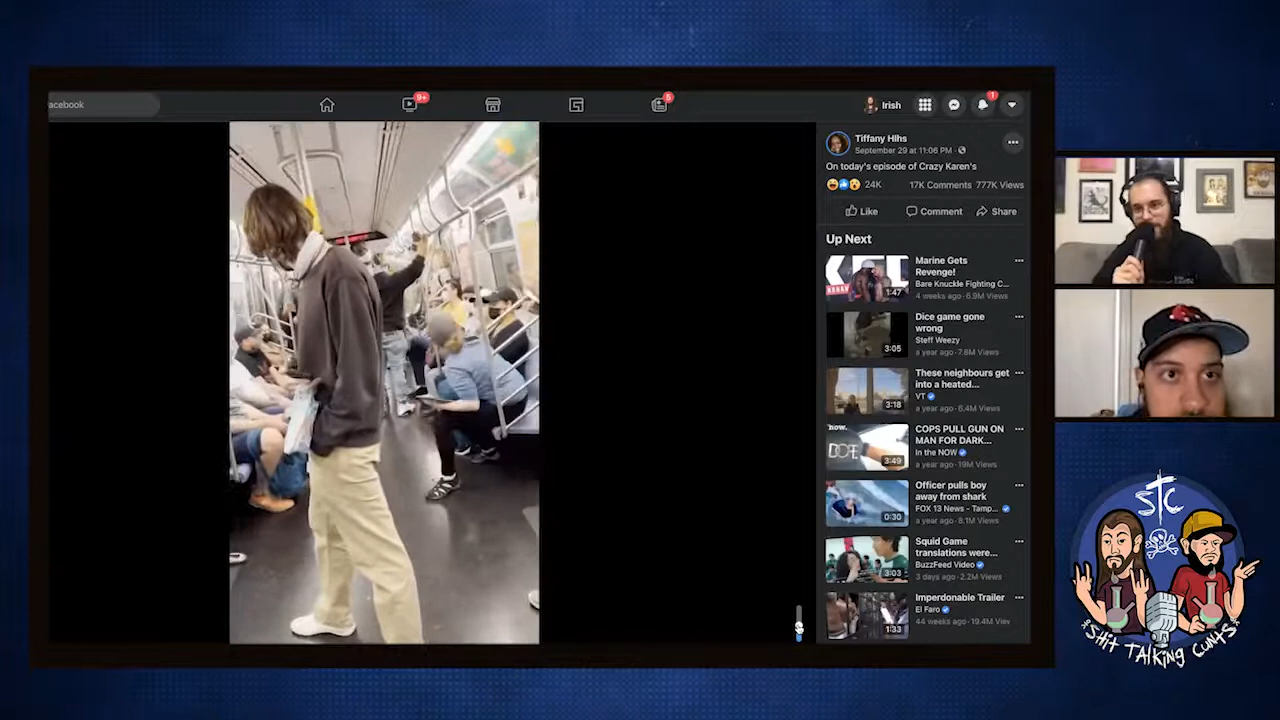 acebook
9+
5
Irish
1
Tiffany Hlhs
September 29 at 11:06 PM ·
On today's episode of Crazy Karen's
24K
17K Comments 777K Views
Like
Comment
Share
Up Next
Marine Gets
Revenge!
Bare Knuckle Fighting C...
4 weeks ago · 6.9M Views
1:47
Dice game gone
wrong
Steff Weezy
a year ago · 7.8M Views
3:05
These neighbours get
into a heated...
VT
a year ago · 6.4M Views
3:18
now.
DOPE
COPS PULL GUN ON
MAN FOR DARK...
In the NOW
a year ago · 19M Views
3:49
Officer pulls boy
away from shark
FOX 13 News - Tamp...
a year ago · 8.1M Views
0:30
Squid Game
translations were...
BuzzFeed Video
3 days ago · 2.2M Views
3:03
Imperdonable Trailer
El Faro
44 weeks ago · 19.4M Vie
1:33
STC
SHiT TALKiNg CUNTS